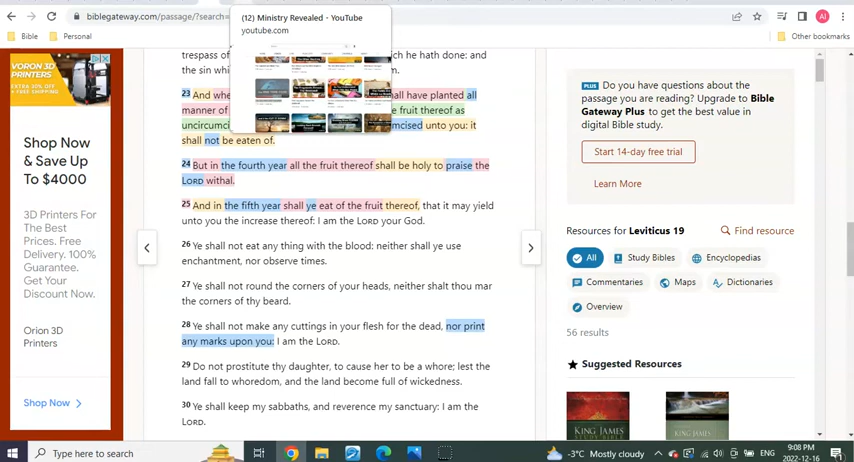 biblegateway.com/passage/?search=
(12) Ministry Revealed - YouTube
youtube.com
AI
Bible
Personal
Other bookmarks
VORON 3D
PRINTERS
EXTRA 30% OFF
+ FREE SHIPPING
Shop Now
& Save Up
To $4000
3D Printers For
The Best
Prices. Free
Delivery. 100%
Guarantee.
Get Your
Discount Now.
Orion 3D
Printers
Shop Now
trespass of
ch he hath done: and
the sin whi
m.
23 And whe
all have planted all
manner of
e fruit thereof as
uncircumci
mcised unto you: it
shall not be eaten of.
24 But in the fourth year all the fruit thereof shall be holy to praise the
LORD withal.
25 And in the fifth year shall ye eat of the fruit thereof, that it may yield
unto you the increase thereof: I am the LORD your God.
26 Ye shall not eat any thing with the blood: neither shall ye use
enchantment, nor observe times.
27 Ye shall not round the corners of your heads, neither shalt thou mar
the corners of thy beard.
28 Ye shall not make any cuttings in your flesh for the dead, nor print
any marks upon you: I am the LORD.
29 Do not prostitute thy daughter, to cause her to be a whore; lest the
land fall to whoredom, and the land become full of wickedness.
30 Ye shall keep my sabbaths, and reverence my sanctuary: I am the
LORD.
PLUS Do you have questions about the
passage you are reading? Upgrade to Bible
Gateway Plus to get the best value in
digital Bible study.
Start 14-day free trial
Learn More
Resources for Leviticus 19
Find resource
All
Study Bibles
Encyclopedias
Commentaries
Maps
Dictionaries
Overview
56 results
Suggested Resources
KING JAMES
STUDY BIBLE
KING JAMES
Type here to search
-3°C Mostly cloudy
ENG
9:08 PM
2022-12-16